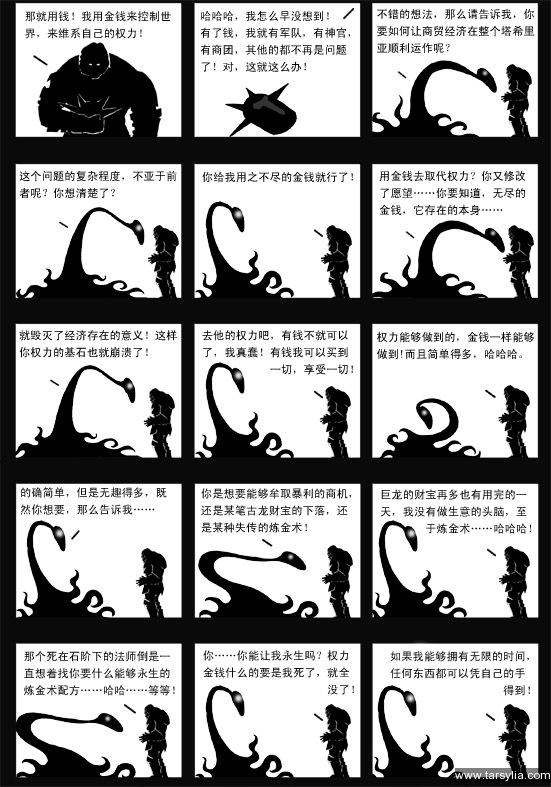 那就用钱！我用金钱来控制世
界，来维系自己的权力！
哈哈哈，我怎么早没想到！
有了钱，我就有军队，有神官，
有商团，其他的都不再是问题
了！对，这就这么办！
不错的想法，那么请告诉我，你
要如何让商贸经济在整个塔希里
亚顺利运作呢？
这个问题的复杂程度，不亚于前
者呢？你想清楚了？
你给我用之不尽的金钱就行了！
用金钱去取代权力？你又修改
了愿望……你要知道，无尽的
金钱，它存在的本身……
就毁灭了经济存在的意义！这样
你权力的基石也就崩溃了！
去他的权力吧，有钱不就可以
了，我真蠢！有钱我可以买到
一切，享受一切！
权力能够做到的，金钱一样能够
做到！而且简单得多，哈哈哈。
的确简单，但是无趣得多，既
然你想要，那么告诉我……
你是想要能够牟取暴利的商机，
还是某笔古龙财宝的下落，还
是某种失传的炼金术！
巨龙的财宝再多也有用完的一
天，我没有做生意的头脑，至
于炼金术……哈哈哈！
那个死在石阶下的法师倒是一
直想着找你要什么能够永生的
炼金术配方……哈哈……等等！
你……你能让我永生吗？权力
金钱什么的要是我死了，就全
没了！
如果我能够拥有无限的时间，
任何东西都可以凭自己的手
得到！
www.tarsylia.com